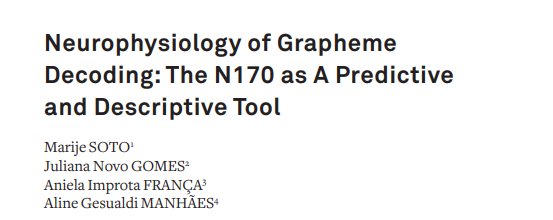 Neurophysiology of Grapheme
Decoding: The N170 as A Predictive
and Descriptive Tool
Marije SOTO¹
Juliana Novo GOMES²
Aniela Improta FRANÇA³
Aline Gesualdi MANHÃES⁴